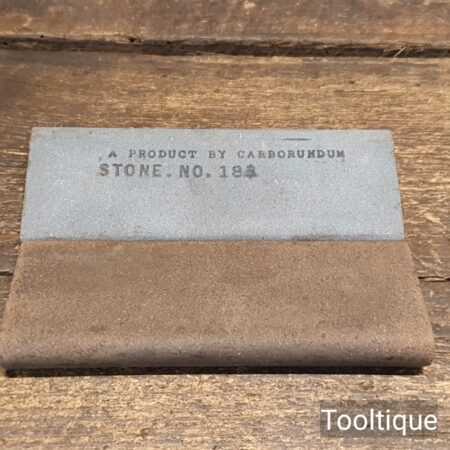 A PRODUCT BY CARBORUNDUM
STONE. NO.
Tooltique